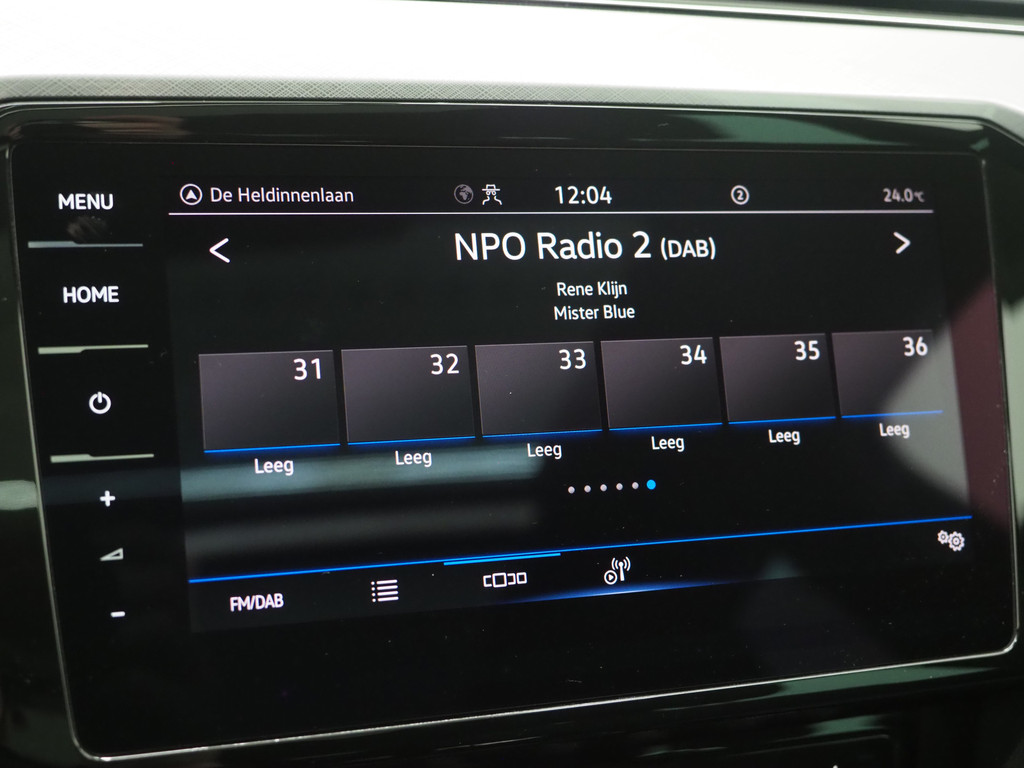 MENU
HOME
De Heldinnenlaan 12:04 2 24.0°C
< NPO Radio 2 (DAB) >
Rene Klijn
Mister Blue
31 32 33 34 35 36
Leeg Leeg Leeg Leeg Leeg Leeg
+
-
FM/DAB